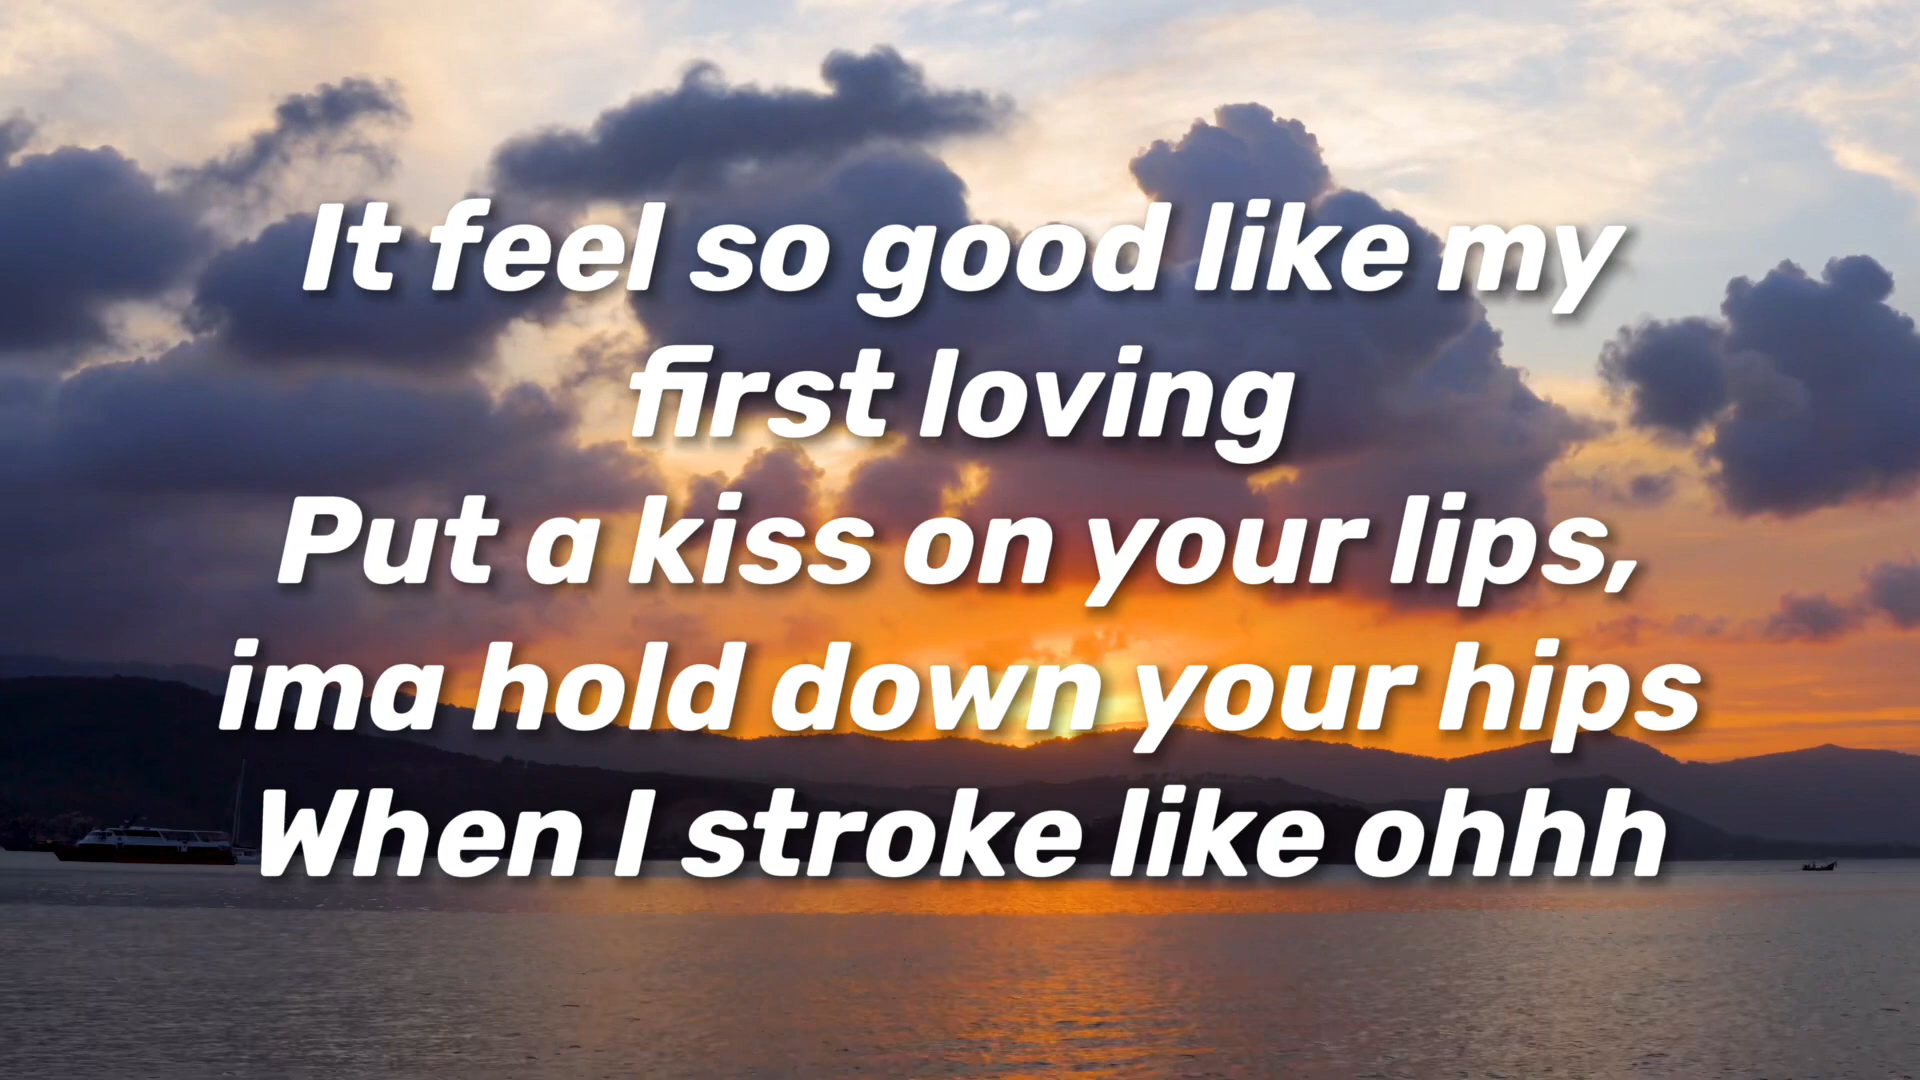 It feel so good like my
first loving
Put a kiss on your lips,
ima hold down your hips
When I stroke like ohhh